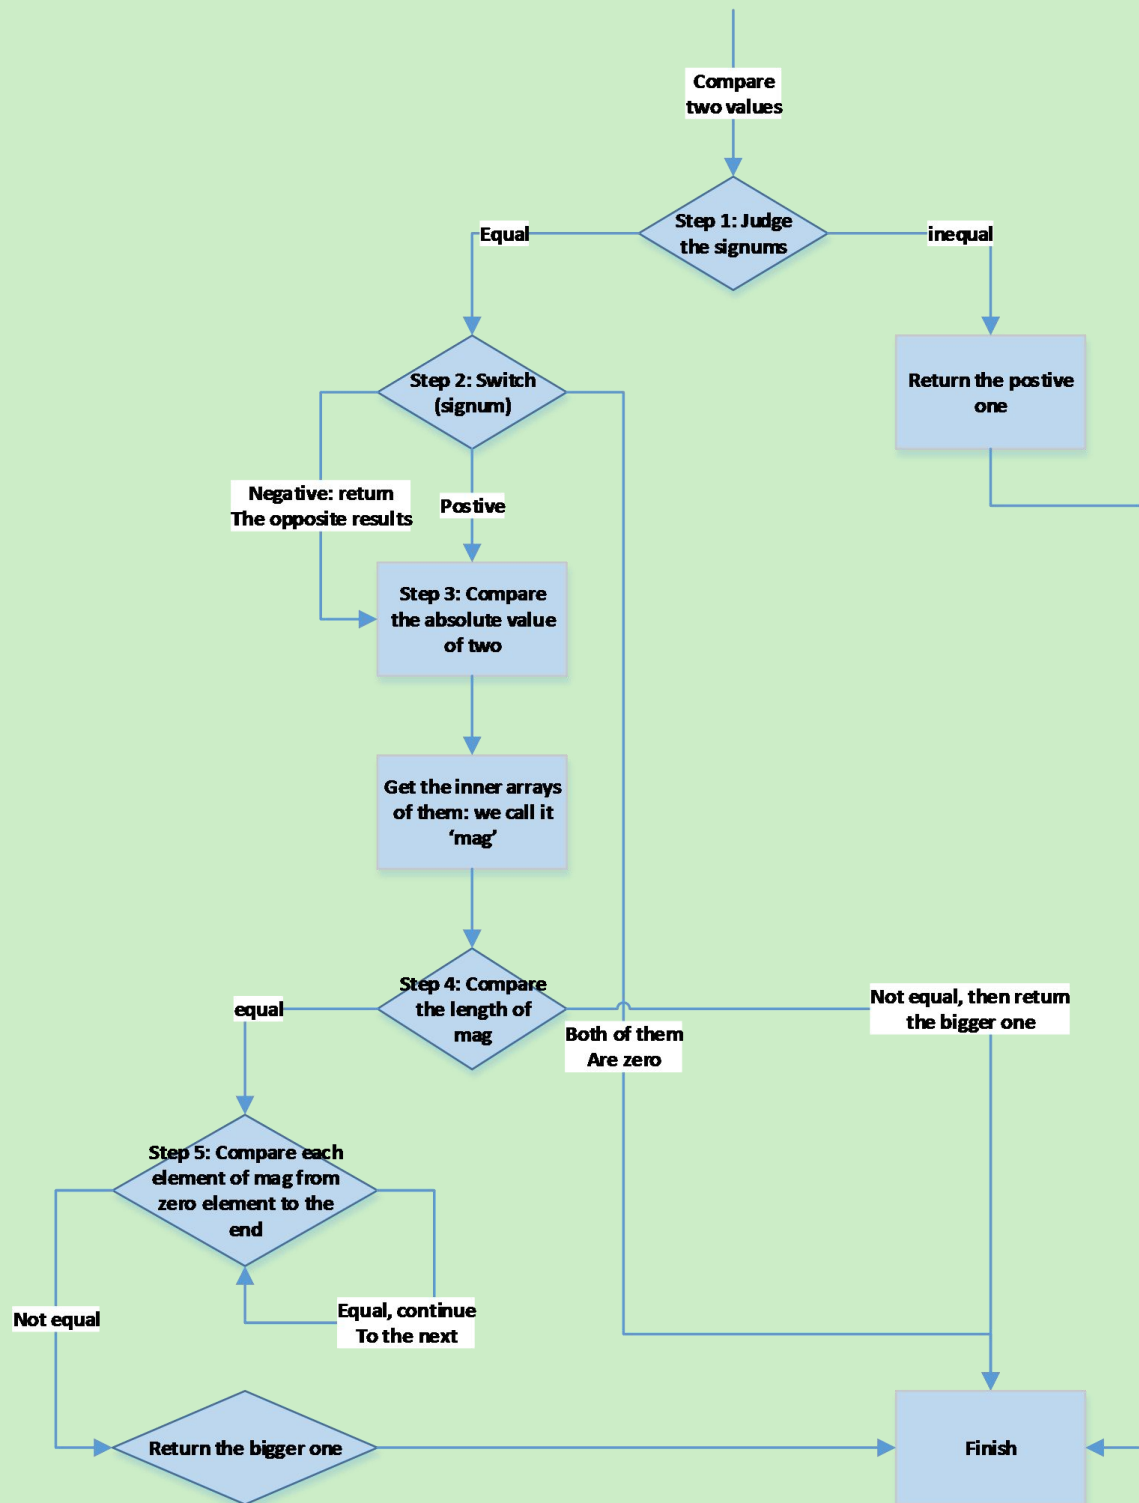 Compare
two values
Step 1: Judge
the signums
Equal
inequal
Step 2: Switch
(signum)
Return the postive
one
Negative: return
The opposite results
Postive
Step 3: Compare
the absolute value
of two
Get the inner arrays
of them: we call it
‘mag’
Step 4: Compare
the length of
mag
equal
Not equal, then return
the bigger one
Both of them
Are zero
Step 5: Compare each
element of mag from
zero element to the
end
Not equal
Equal, continue
To the next
Return the bigger one
Finish